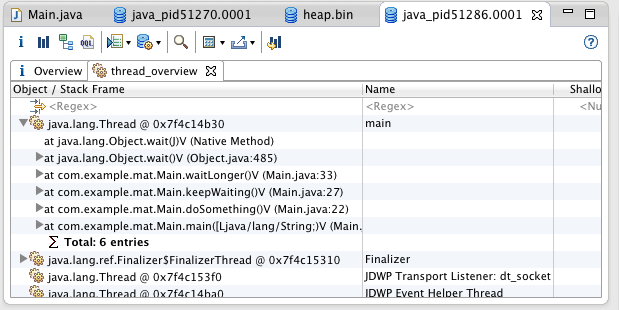 Main.java java_pid51270.0001 heap.bin java_pid51286.0001
i OQL ?
i Overview thread_overview
Object / Stack Frame Name Shallo
<Regex> <Regex> <Nu
java.lang.Thread @ 0x7f4c14b30 main
at java.lang.Object.wait(J)V (Native Method)
at java.lang.Object.wait()V (Object.java:485)
at com.example.mat.Main.waitLonger()V (Main.java:33)
at com.example.mat.Main.keepWaiting()V (Main.java:27)
at com.example.mat.Main.doSomething()V (Main.java:22)
at com.example.mat.Main.main([Ljava/lang/String;)V (Main.
Σ Total: 6 entries
java.lang.ref.Finalizer$FinalizerThread @ 0x7f4c15310 Finalizer
java.lang.Thread @ 0x7f4c153f0 JDWP Transport Listener: dt_socket
java.lang.Thread @ 0x7f4c14ba0 JDWP Event Helper Thread